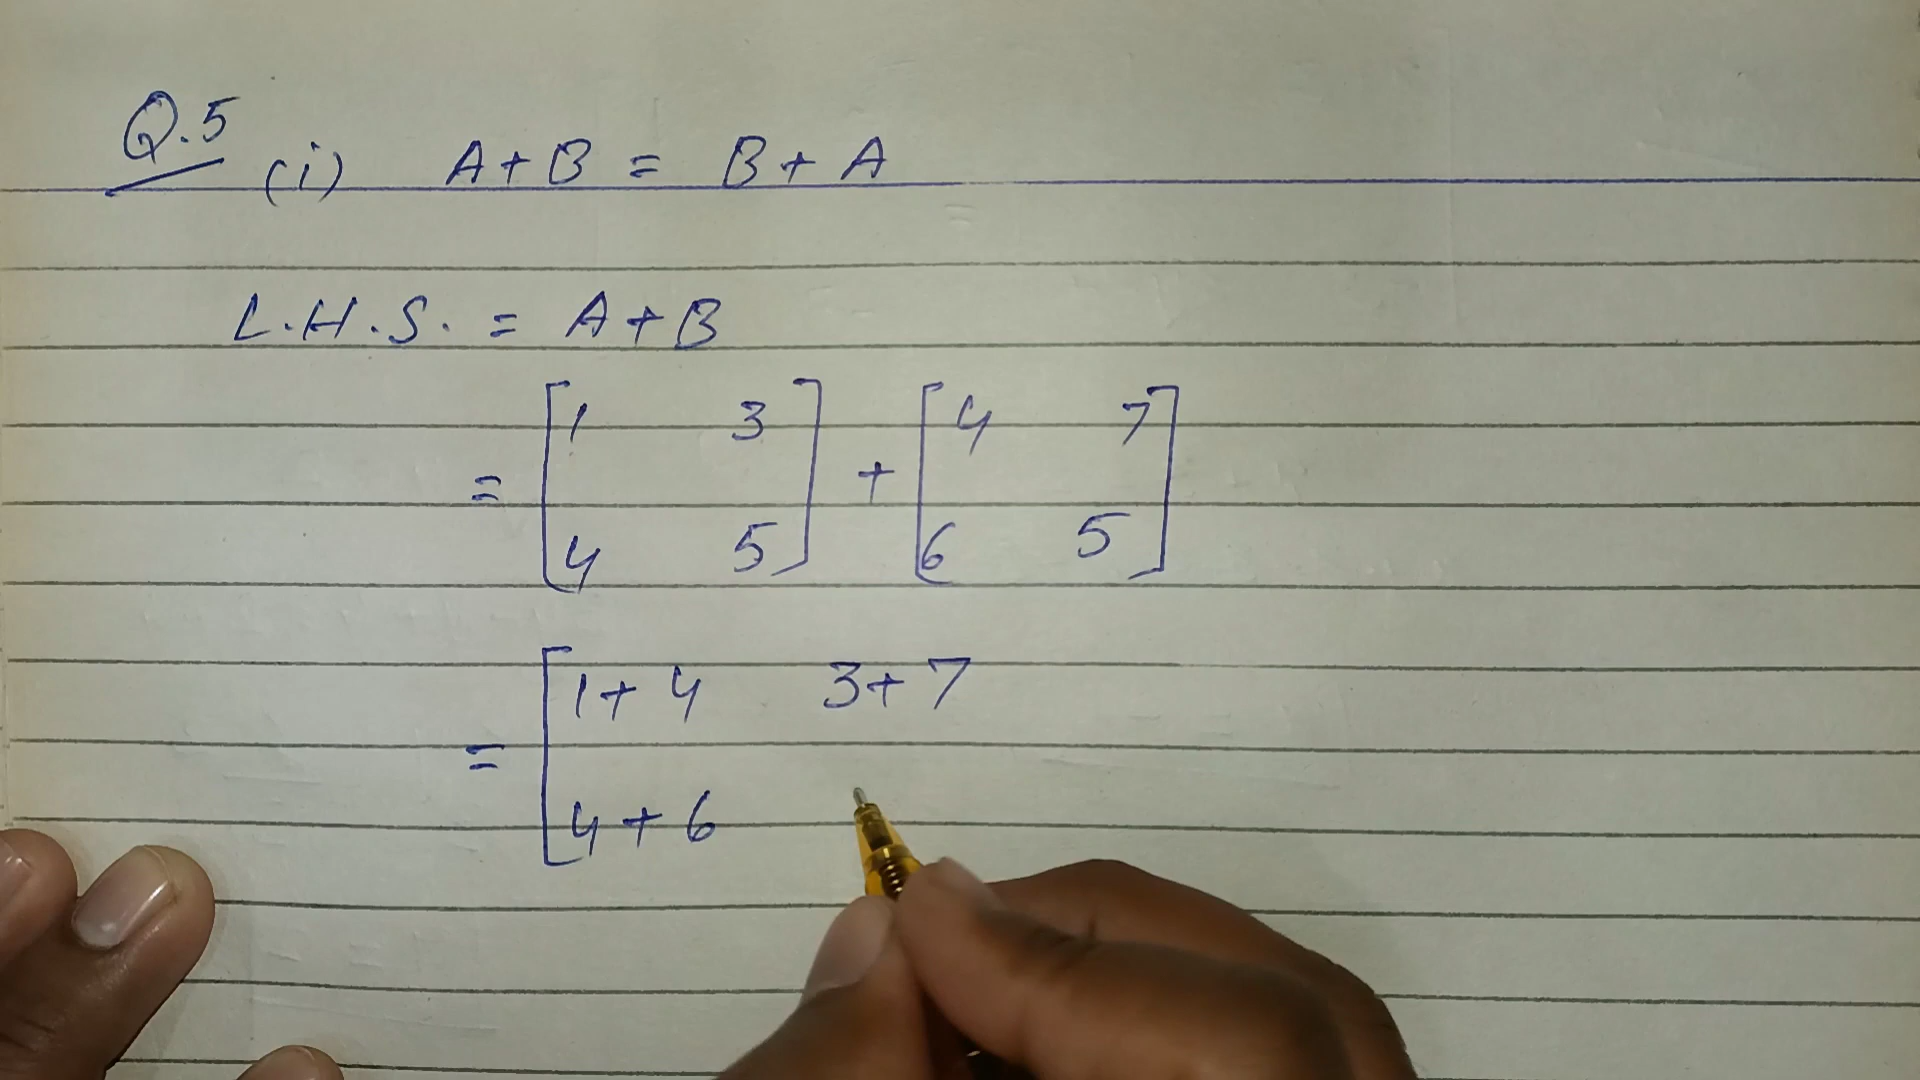 Q.5
(i) A+B = B+A
L.H.S. = A+B
= [1 3] + [4 7]
[4 5] [6 5]
= [1+4 3+7
[4+6